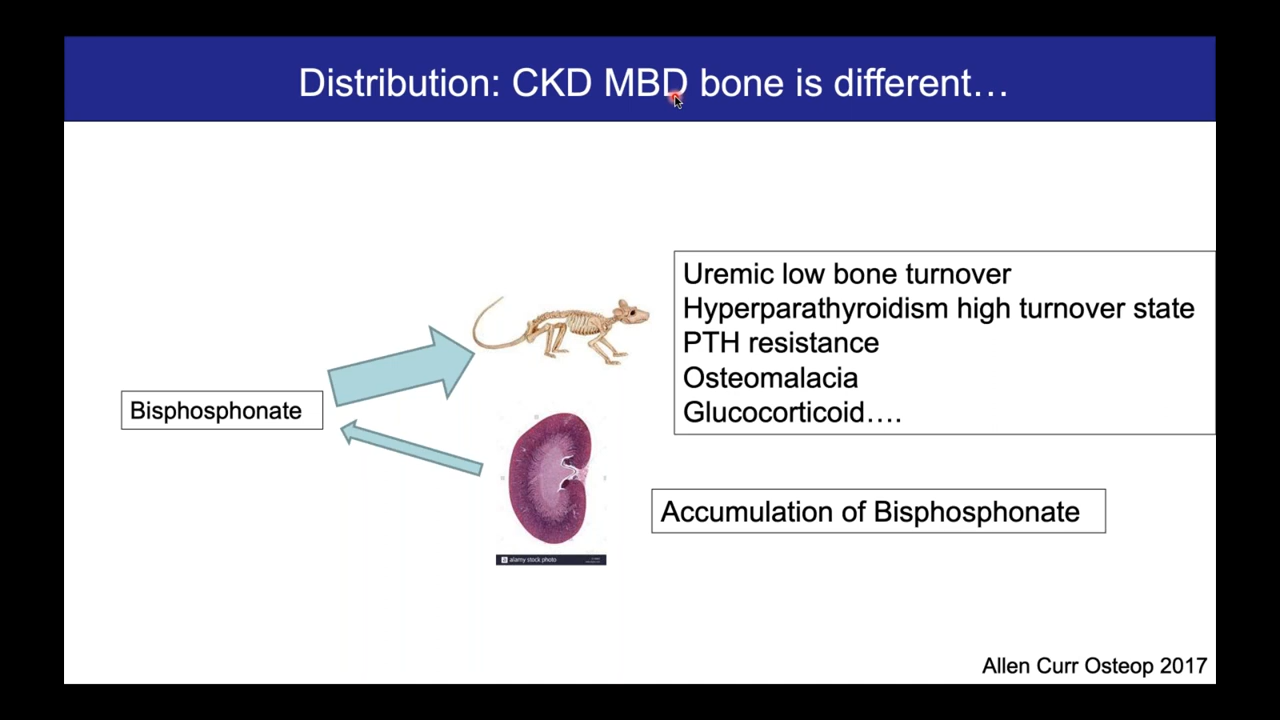 Distribution: CKD MBD bone is different…
Uremic low bone turnover
Hyperparathyroidism high turnover state
PTH resistance
Osteomalacia
Glucocorticoid….
Bisphosphonate
Accumulation of Bisphosphonate
alamy stock photo
Allen Curr Osteop 2017